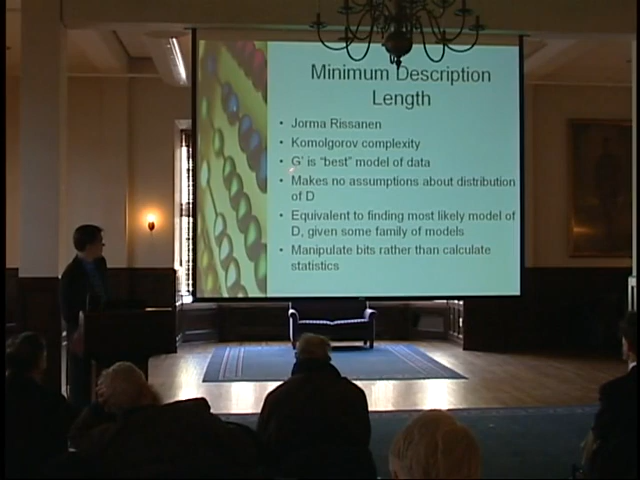 Minimum Description
Length
• Jorma Rissanen
• Komolgorov complexity
• G' is "best" model of data
• Makes no assumptions about distribution
of D
• Equivalent to finding most likely model of
D, given some family of models
• Manipulate bits rather than calculate
statistics